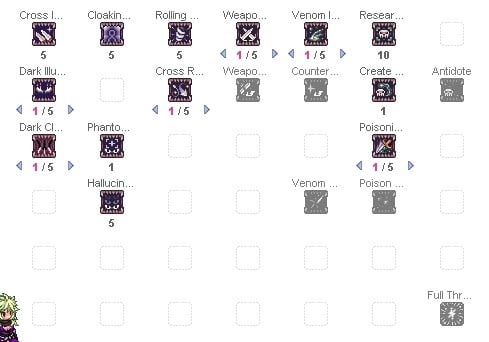 Cross I... Cloakin... Rolling ... Weapo... Venom I... Resear...
5 5 5 1 / 5 1 / 5 10
Dark Illu... Cross R... Weapo... Counter... Create ... Antidote
1 / 5 1 / 5 1
Dark Cl... Phanto... Poisoni...
1 / 5 1 1 / 5
Hallucin... Venom ... Poison ...
5
Full Thr...